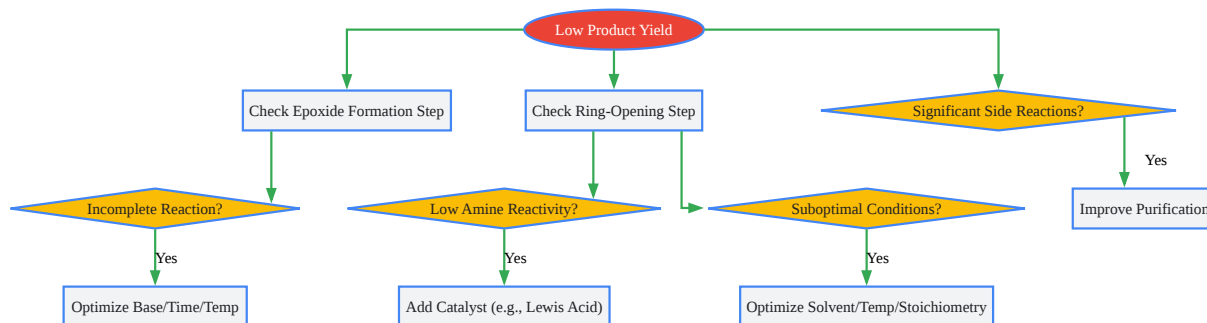 Low Product Yield
Check Epoxide Formation Step
Check Ring-Opening Step
Significant Side Reactions?
Yes
Incomplete Reaction?
Low Amine Reactivity?
Suboptimal Conditions?
Improve Purification
Yes
Yes
Yes
Optimize Base/Time/Temp
Add Catalyst (e.g., Lewis Acid)
Optimize Solvent/Temp/Stoichiometry